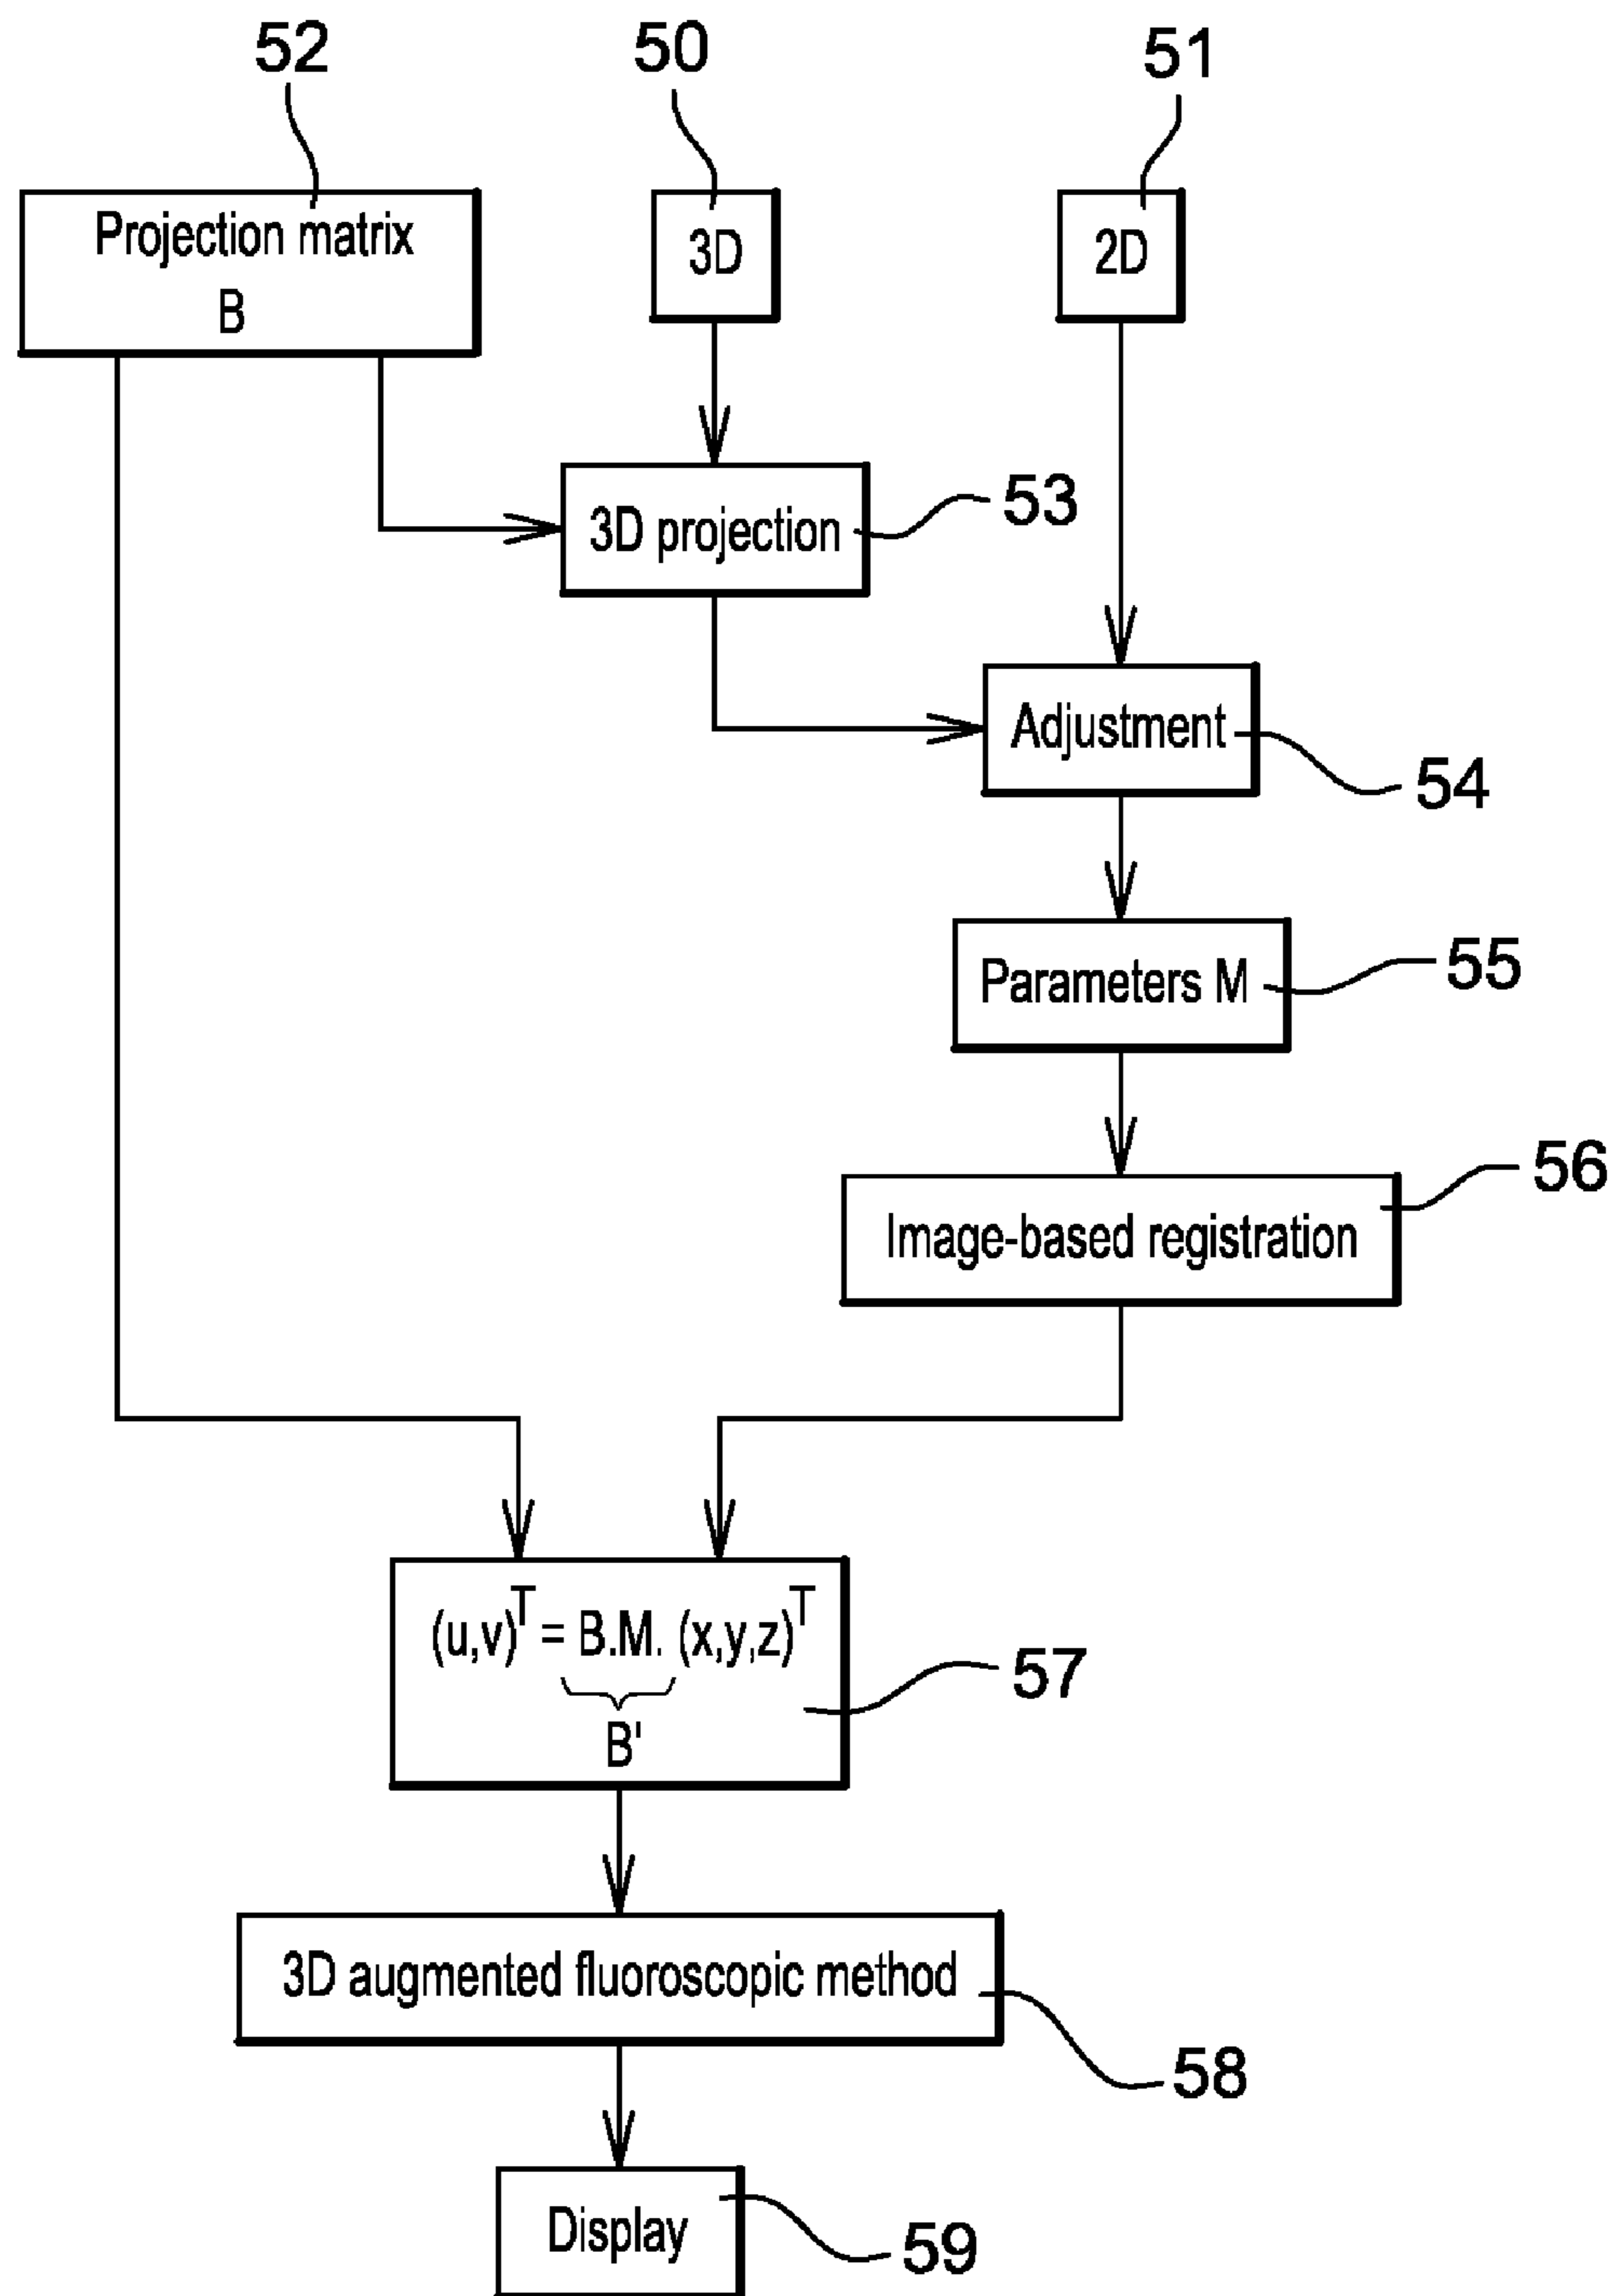 52
50
51
Projection matrix
B
3D
2D
3D projection
53
Adjustment
54
Parameters M
55
56
Image-based registration
(u,v)^T = B.M. (x,y,z)^T
B'
57
3D augmented fluoroscopic method
58
Display
59